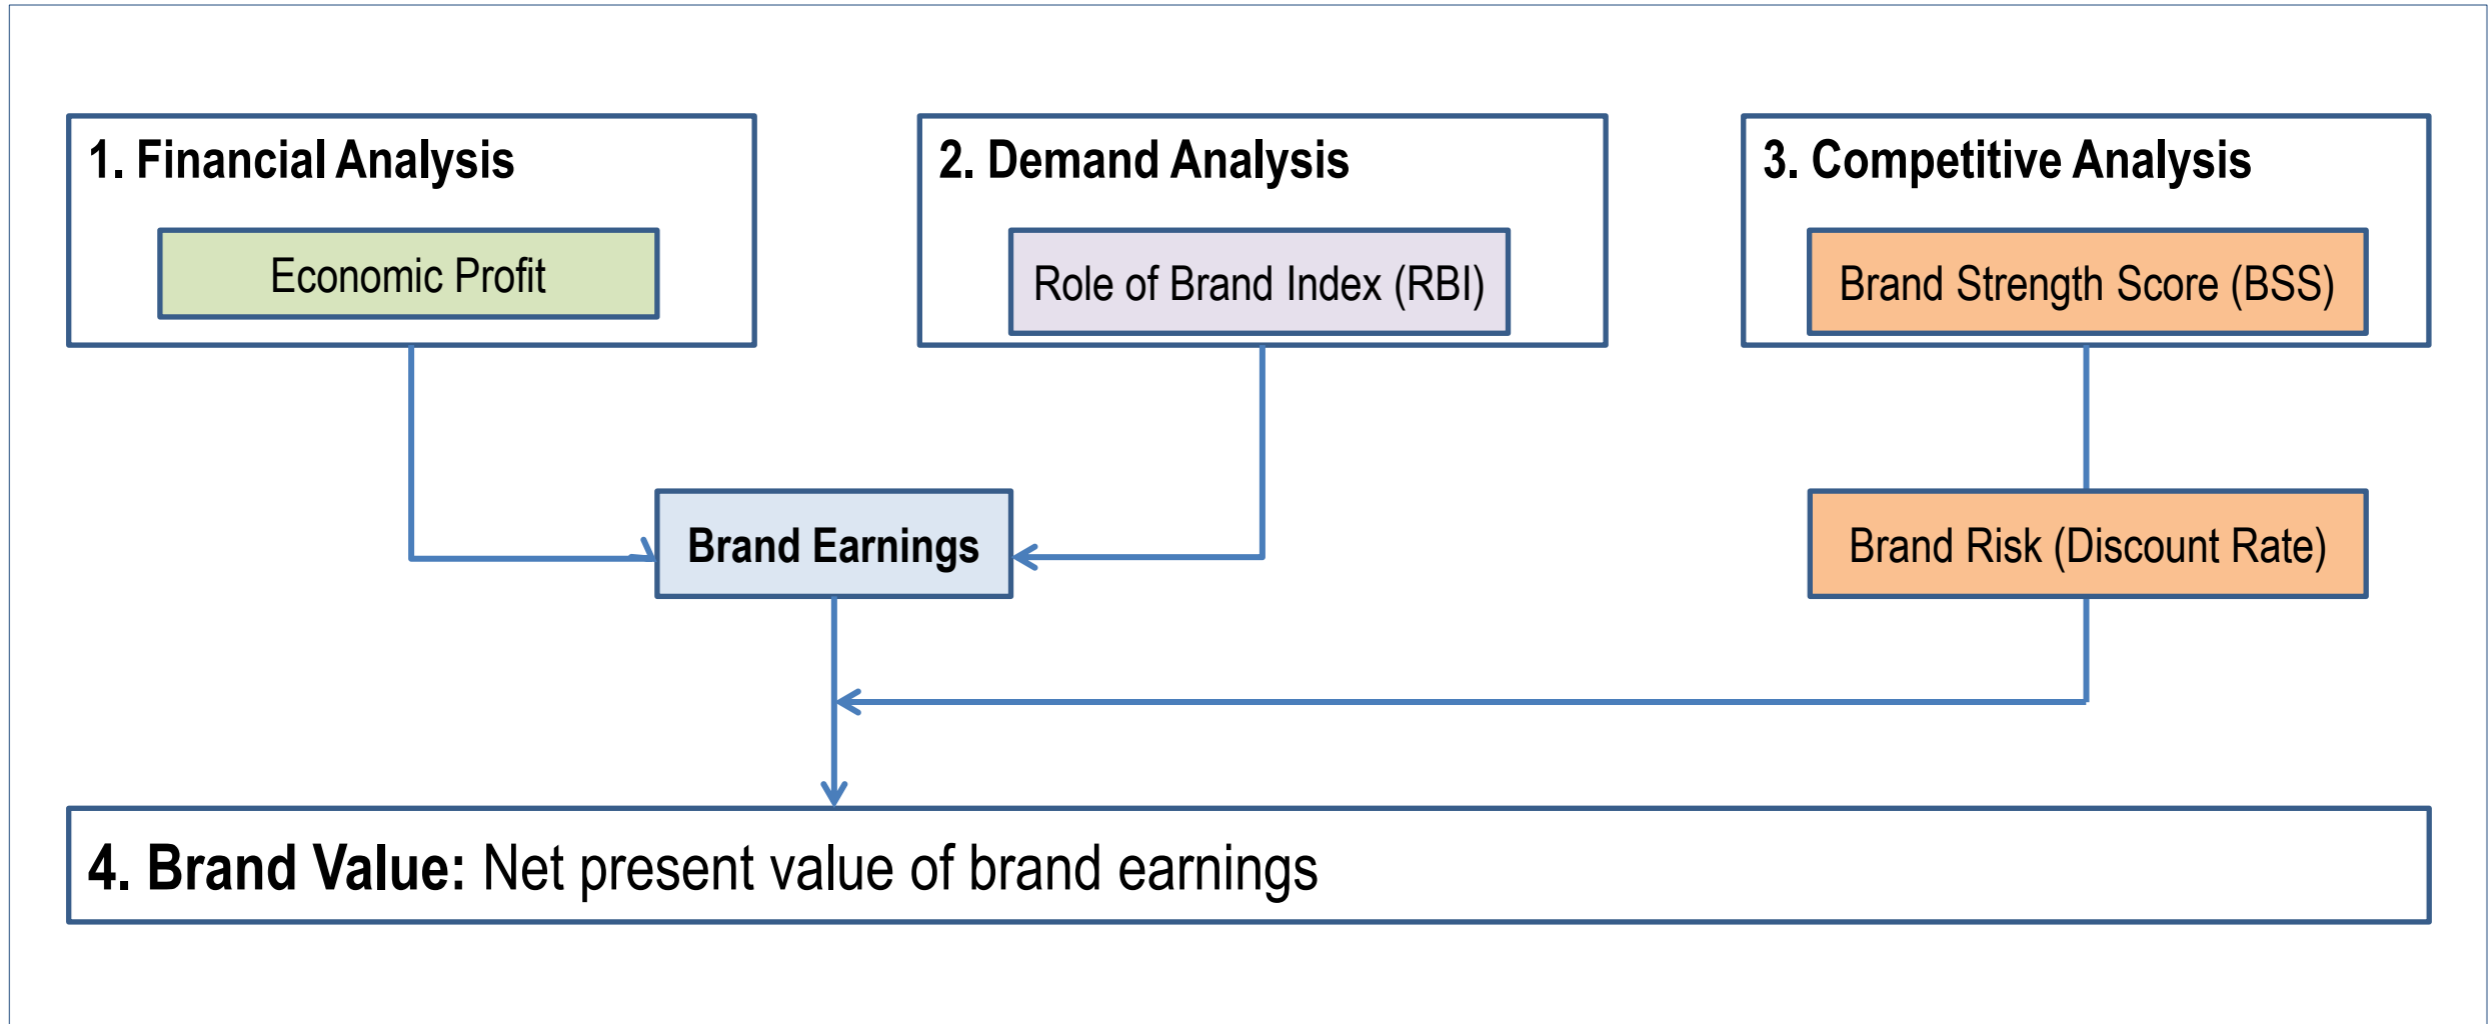 1. Financial Analysis
Economic Profit
2. Demand Analysis
Role of Brand Index (RBI)
3. Competitive Analysis
Brand Strength Score (BSS)
Brand Earnings
Brand Risk (Discount Rate)
4. Brand Value: Net present value of brand earnings